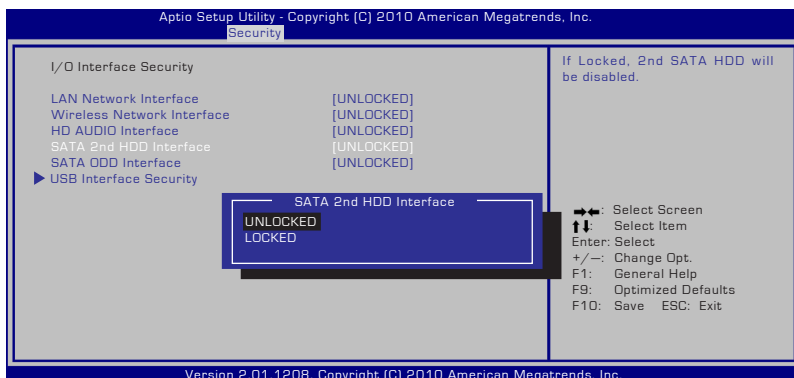 Aptio Setup Utility - Copyright (C) 2010 American Megatrends, Inc.
Security
I/O Interface Security
LAN Network Interface [UNLOCKED]
Wireless Network Interface [UNLOCKED]
HD AUDIO Interface [UNLOCKED]
SATA 2nd HDD Interface [UNLOCKED]
SATA ODD Interface [UNLOCKED]
USB Interface Security
SATA 2nd HDD Interface
UNLOCKED
LOCKED
If Locked, 2nd SATA HDD will
be disabled.
→←: Select Screen
↑↓: Select Item
Enter: Select
+/−: Change Opt.
F1: General Help
F9: Optimized Defaults
F10: Save ESC: Exit
Version 2.01.1208. Copyright (C) 2010 American Megatrends, Inc.